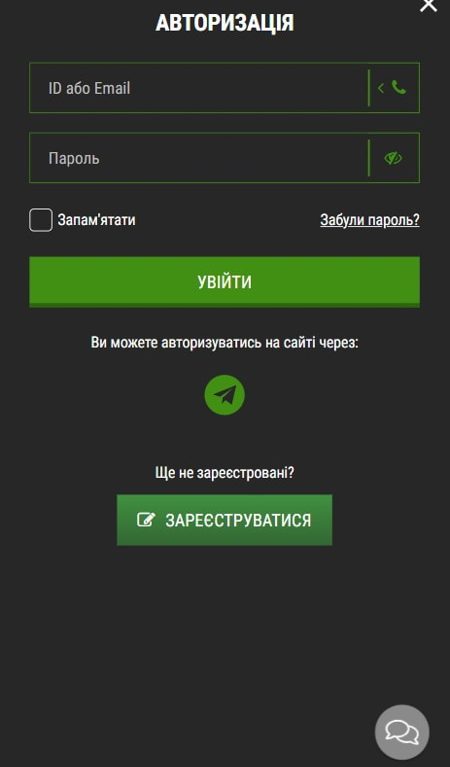 АВТОРИЗАЦІЯ
ID або Email
Пароль
Запам'ятати
Забули пароль?
УВІЙТИ
Ви можете авторизуватись на сайті через:
Ще не зареєстровані?
ЗАРЕЄСТРУВАТИСЯ